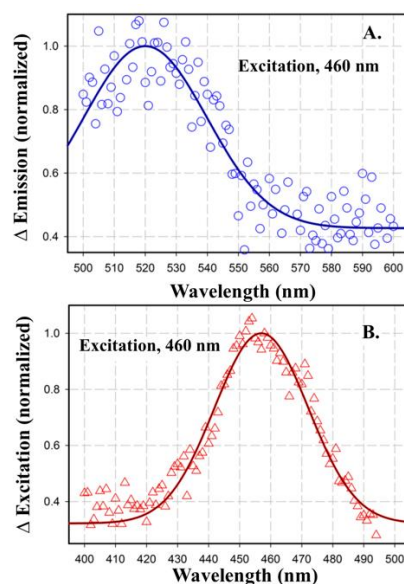 A.
Excitation, 460 nm
Δ Emission (normalized)
1.0
0.8
0.6
0.4
500 510 520 530 540 550 560 570 580 590 600
Wavelength (nm)
B.
Excitation, 460 nm
Δ Excitation (normalized)
1.0
0.8
0.6
0.4
400 410 420 430 440 450 460 470 480 490 500
Wavelength (nm)